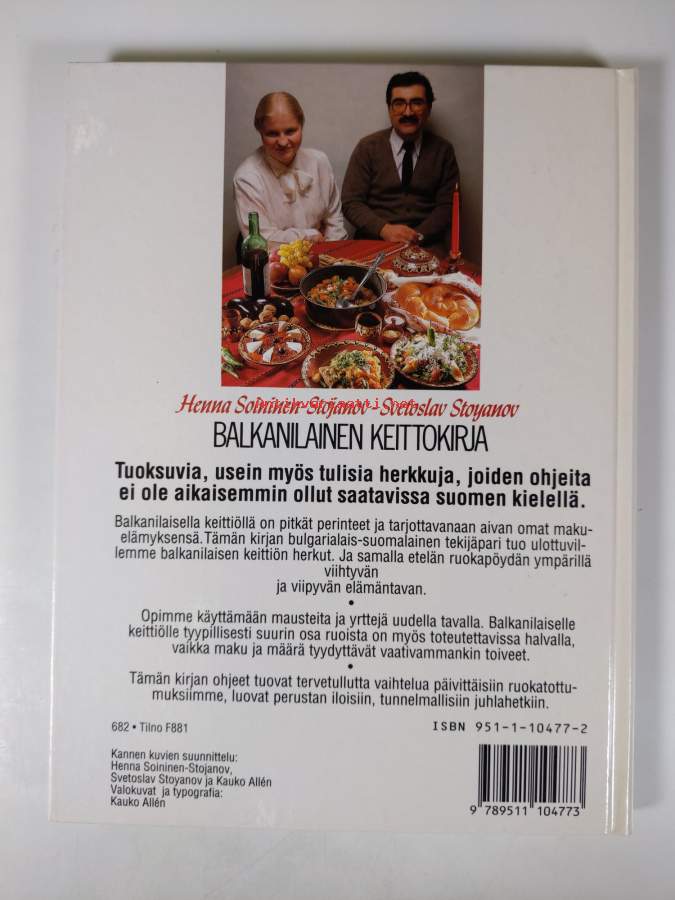 Henna Soininen-Stojanov - Svetoslav Stoyanov
BALKANILAINEN KEITTOKIRJA
Tuoksuvia, usein myös tulisia herkkuja, joiden ohjeita
ei ole aikaisemmin ollut saatavissa suomen kielellä.
Balkanilaisella keittiöllä on pitkät perinteet ja tarjottavanaan aivan omat maku-
elämyksensä. Tämän kirjan bulgarialais-suomalainen tekijäpari tuo ulottuvil-
lemme balkanilaisen keittiön herkut. Ja samalla etelän ruokapöydän ympärillä
viihtyvän
ja viipyvän elämäntavan.
•
Opimme käyttämään mausteita ja yrttejä uudella tavalla. Balkanilaiselle
keittiölle tyypillisesti suurin osa ruoista on myös toteutettavissa halvalla,
vaikka maku ja määrä tyydyttävät vaativammankin toiveet.
•
Tämän kirjan ohjeet tuovat tervetullutta vaihtelua päivittäisiin ruokatottu-
muksiimme, luovat perustan iloisiin, tunnelmallisiin juhlahetkiin.
682 • Tilno F881
ISBN 951-1-10477-2
Kannen kuvien suunnittelu:
Henna Soininen-Stojanov,
Svetoslav Stoyanov ja Kauko Allén
Valokuvat ja typografia:
Kauko Allén
9 789511 104773